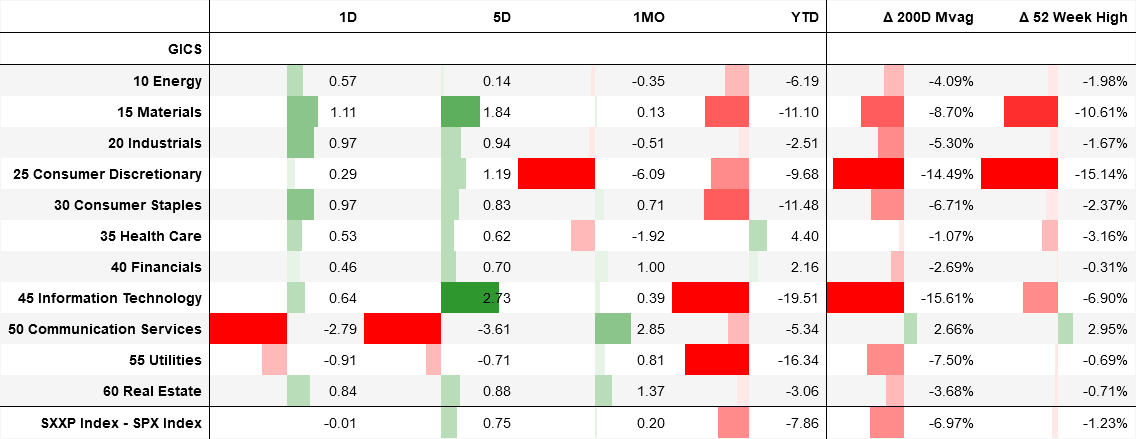 1D 5D 1MO YTD Δ 200D Mvag Δ 52 Week High
GICS
10 Energy 0.57 0.14 -0.35 -6.19 -4.09% -1.98%
15 Materials 1.11 1.84 0.13 -11.10 -8.70% -10.61%
20 Industrials 0.97 0.94 -0.51 -2.51 -5.30% -1.67%
25 Consumer Discretionary 0.29 1.19 -6.09 -9.68 -14.49% -15.14%
30 Consumer Staples 0.97 0.83 0.71 -11.48 -6.71% -2.37%
35 Health Care 0.53 0.62 -1.92 4.40 -1.07% -3.16%
40 Financials 0.46 0.70 1.00 2.16 -2.69% -0.31%
45 Information Technology 0.64 2.73 0.39 -19.51 -15.61% -6.90%
50 Communication Services -2.79 -3.61 2.85 -5.34 2.66% 2.95%
55 Utilities -0.91 -0.71 0.81 -16.34 -7.50% -0.69%
60 Real Estate 0.84 0.88 1.37 -3.06 -3.68% -0.71%
SXXP Index - SPX Index -0.01 0.75 0.20 -7.86 -6.97% -1.23%